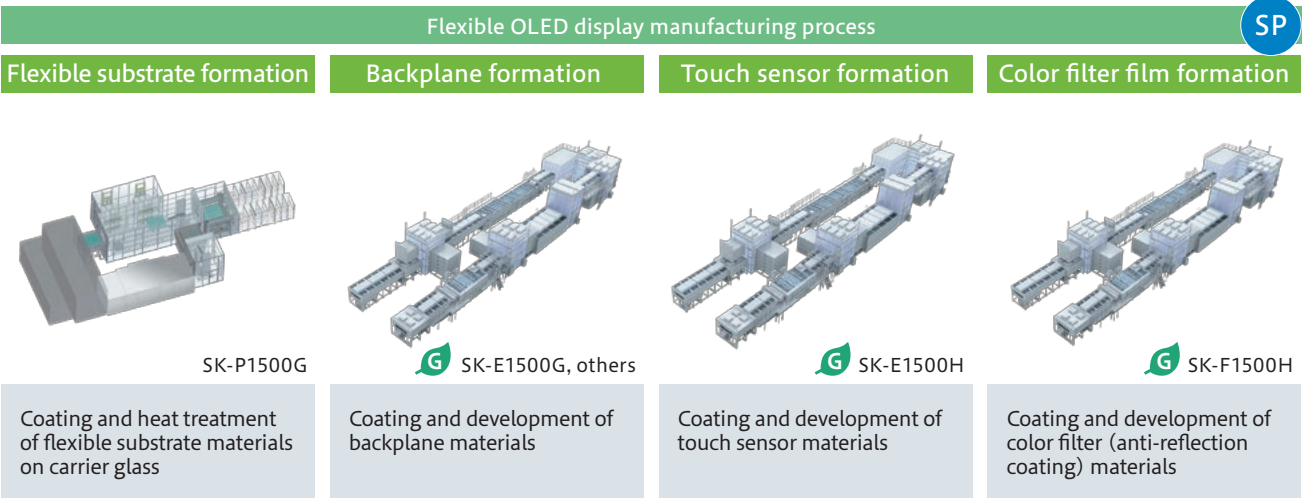 Flexible OLED display manufacturing process
SP
Flexible substrate formation
Backplane formation
Touch sensor formation
Color filter film formation
SK-P1500G
G SK-E1500G, others
G SK-E1500H
G SK-F1500H
Coating and heat treatment
of flexible substrate materials
on carrier glass
Coating and development of
backplane materials
Coating and development of
touch sensor materials
Coating and development of
color filter (anti-reflection
coating) materials